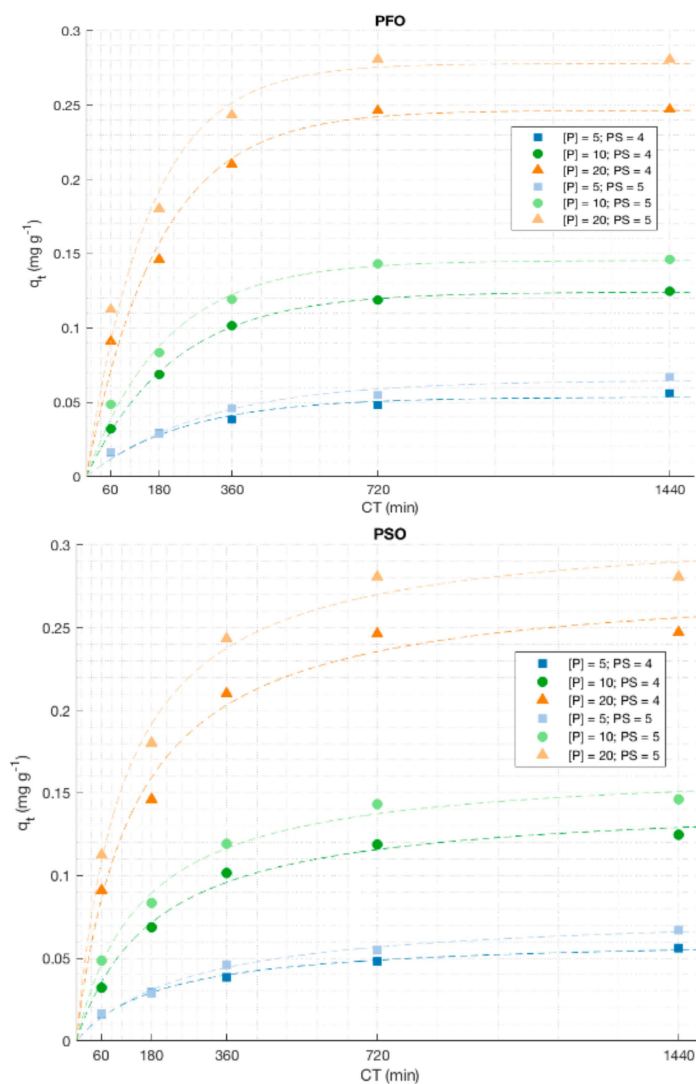 PFO
0.3
0.25
0.2
0.15
0.1
0.05
0
qt (mg g-1)
[P] = 5; PS = 4
[P] = 10; PS = 4
[P] = 20; PS = 4
[P] = 5; PS = 5
[P] = 10; PS = 5
[P] = 20; PS = 5
60 180 360 720 1440
CT (min)
PSO
0.3
0.25
0.2
0.15
0.1
0.05
0
qt (mg g-1)
[P] = 5; PS = 4
[P] = 10; PS = 4
[P] = 20; PS = 4
[P] = 5; PS = 5
[P] = 10; PS = 5
[P] = 20; PS = 5
60 180 360 720 1440
CT (min)